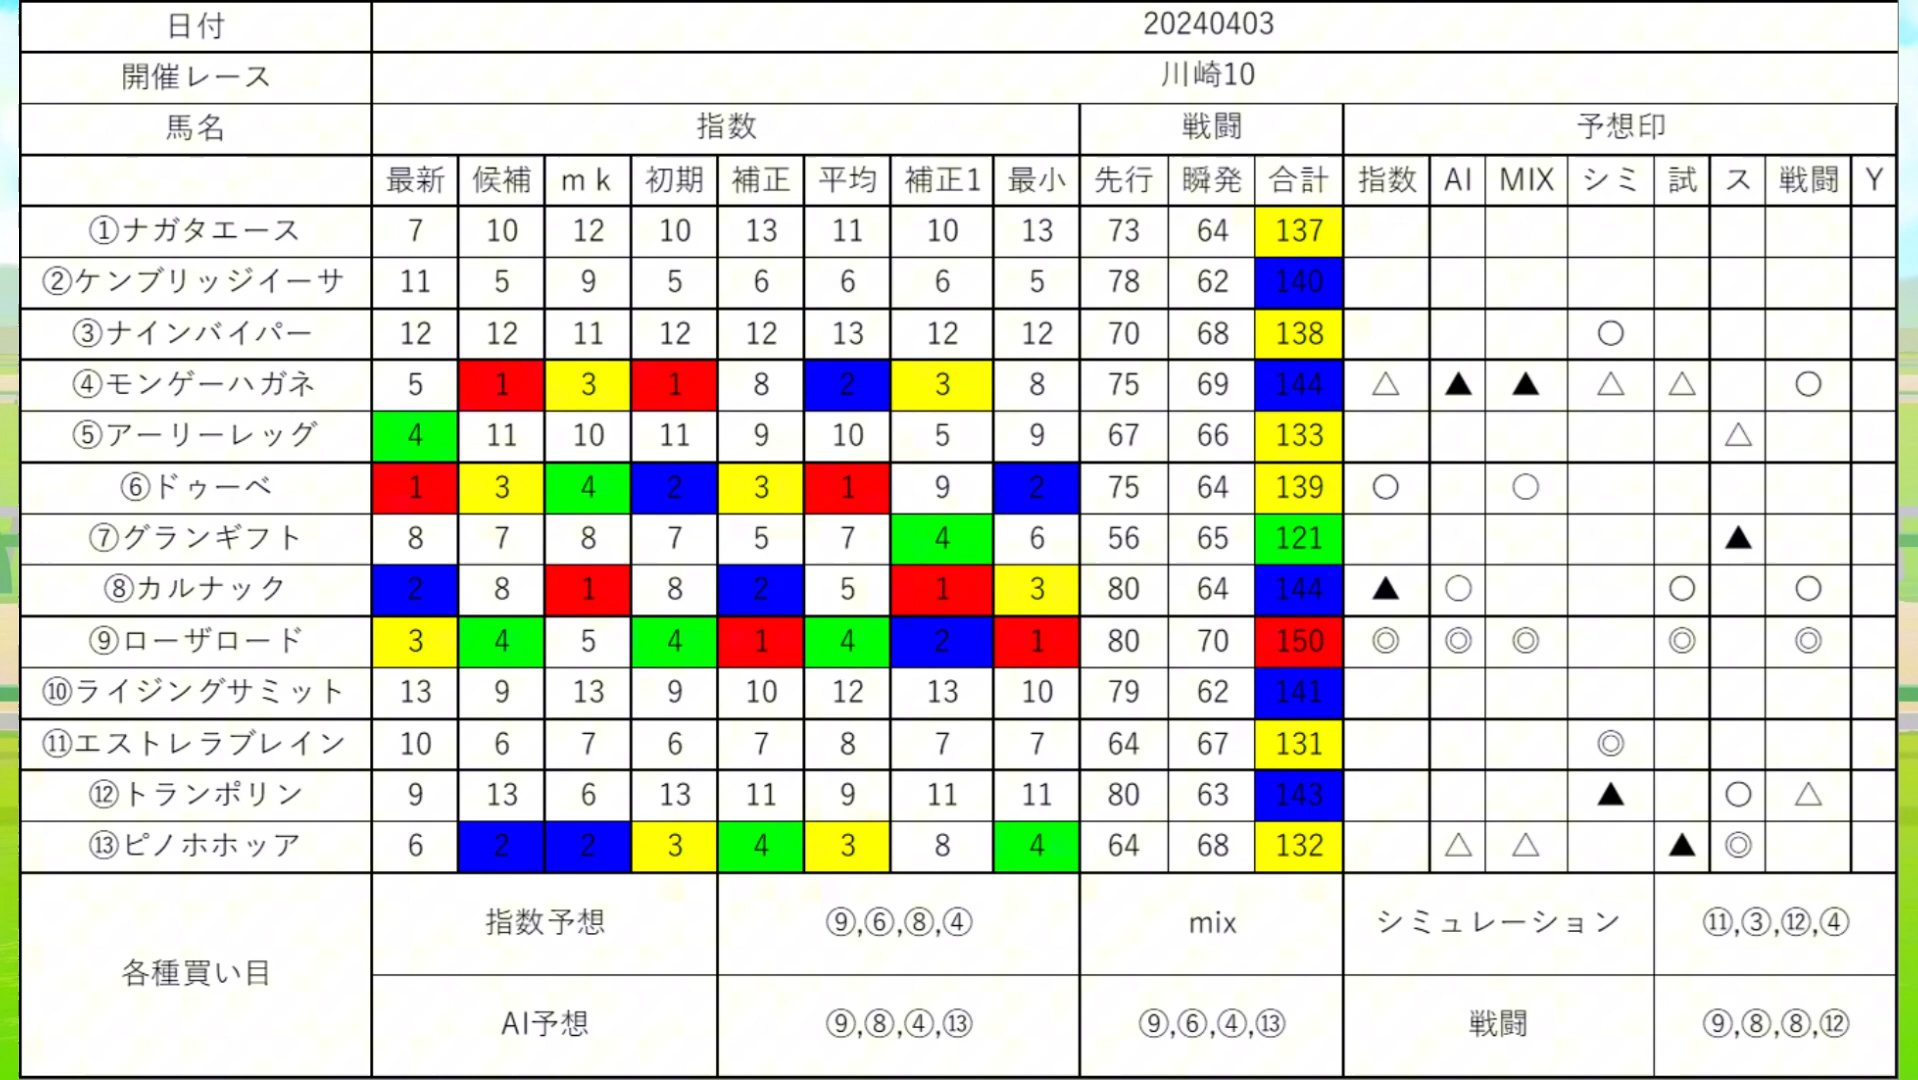 日付 20240403
開催レース 川崎10
馬名 指数 戦闘 予想印
最新 候補 ｍｋ 初期 補正 平均 補正1 最小 先行 瞬発 合計 指数 AI MIX シミ 試 ス 戦闘 Y
①ナガタエース 7 10 12 10 13 11 10 13 73 64 137
②ケンブリッジイーサ 11 5 9 5 6 6 6 5 78 62 140
③ナインバイパー 12 12 11 12 12 13 12 12 70 68 138 ○
④モンゲーハガネ 5 1 3 1 8 2 3 8 75 69 144 △ ▲ ▲ △ △ ○
⑤アーリーレッグ 4 11 10 11 9 10 5 9 67 66 133 △
⑥ドゥーベ 1 3 4 2 3 1 9 2 75 64 139 ○ ○
⑦グランギフト 8 7 8 7 5 7 4 6 56 65 121 ▲
⑧カルナック 2 8 1 8 2 5 1 3 80 64 144 ▲ ○ ○ ○
⑨ローザロード 3 4 5 4 1 4 2 1 80 70 150 ◎ ◎ ◎ ◎ ◎
⑩ライジングサミット 13 9 13 9 10 12 13 10 79 62 141
⑪エストレラブレイン 10 6 7 6 7 8 7 7 64 67 131 ◎
⑫トランポリン 9 13 6 13 11 9 11 11 80 63 143 ▲ ○ △
⑬ピノホホッア 6 2 2 3 4 3 8 4 64 68 132 △ △ ▲ ◎
各種買い目
指数予想 ⑨,⑥,⑧,④ mix シミュレーション ⑪,③,⑫,④
AI予想 ⑨,⑧,④,⑬ ⑨,⑥,④,⑬ 戦闘 ⑨,⑧,⑧,⑫